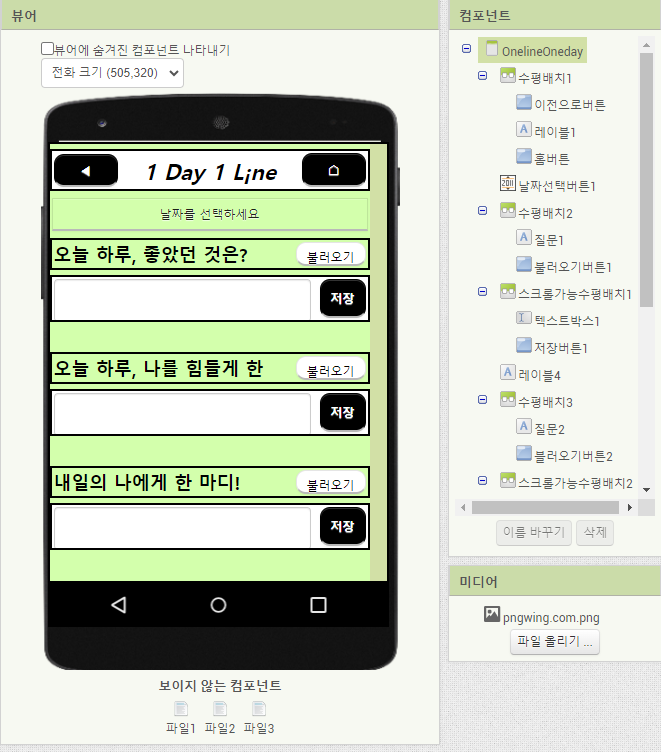 뷰어
뷰어에 숨겨진 컴포넌트 나타내기
전화 크기 (505,320)
1 Day 1 L¡ne
날짜를 선택하세요
오늘 하루, 좋았던 것은?
불러오기
저장
오늘 하루, 나를 힘들게 한
불러오기
저장
내일의 나에게 한 마디!
불러오기
저장
보이지 않는 컴포넌트
파일1 파일2 파일3
컴포넌트
OnelineOneday
수평배치1
이전으로버튼
A 레이블1
홈버튼
2011 날짜선택버튼1
수평배치2
A 질문1
불러오기버튼1
스크롤가능수평배치1
텍스트박스1
저장버튼1
A 레이블4
수평배치3
A 질문2
불러오기버튼2
스크롤가능수평배치2
이름 바꾸기 삭제
미디어
pngwing.com.png
파일 올리기 ...